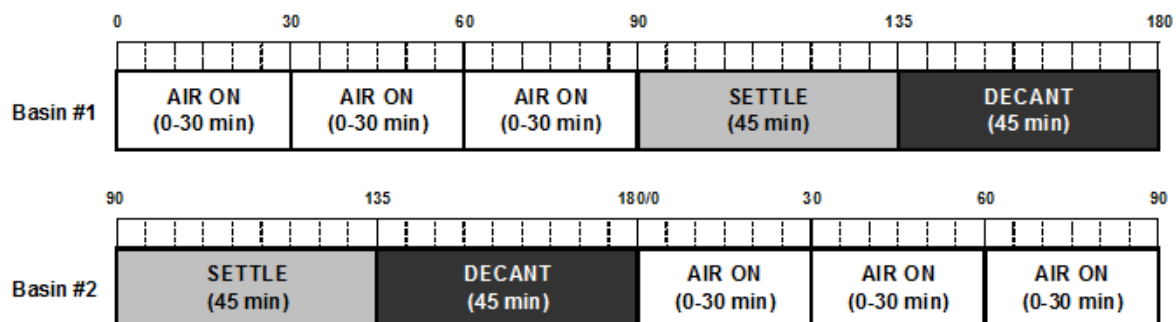 0 30 60 90 135 180
Basin #1
AIR ON AIR ON AIR ON SETTLE DECANT
(0-30 min) (0-30 min) (0-30 min) (45 min) (45 min)
90 135 180/0 30 60 90
Basin #2
SETTLE DECANT AIR ON AIR ON AIR ON
(45 min) (45 min) (0-30 min) (0-30 min) (0-30 min)